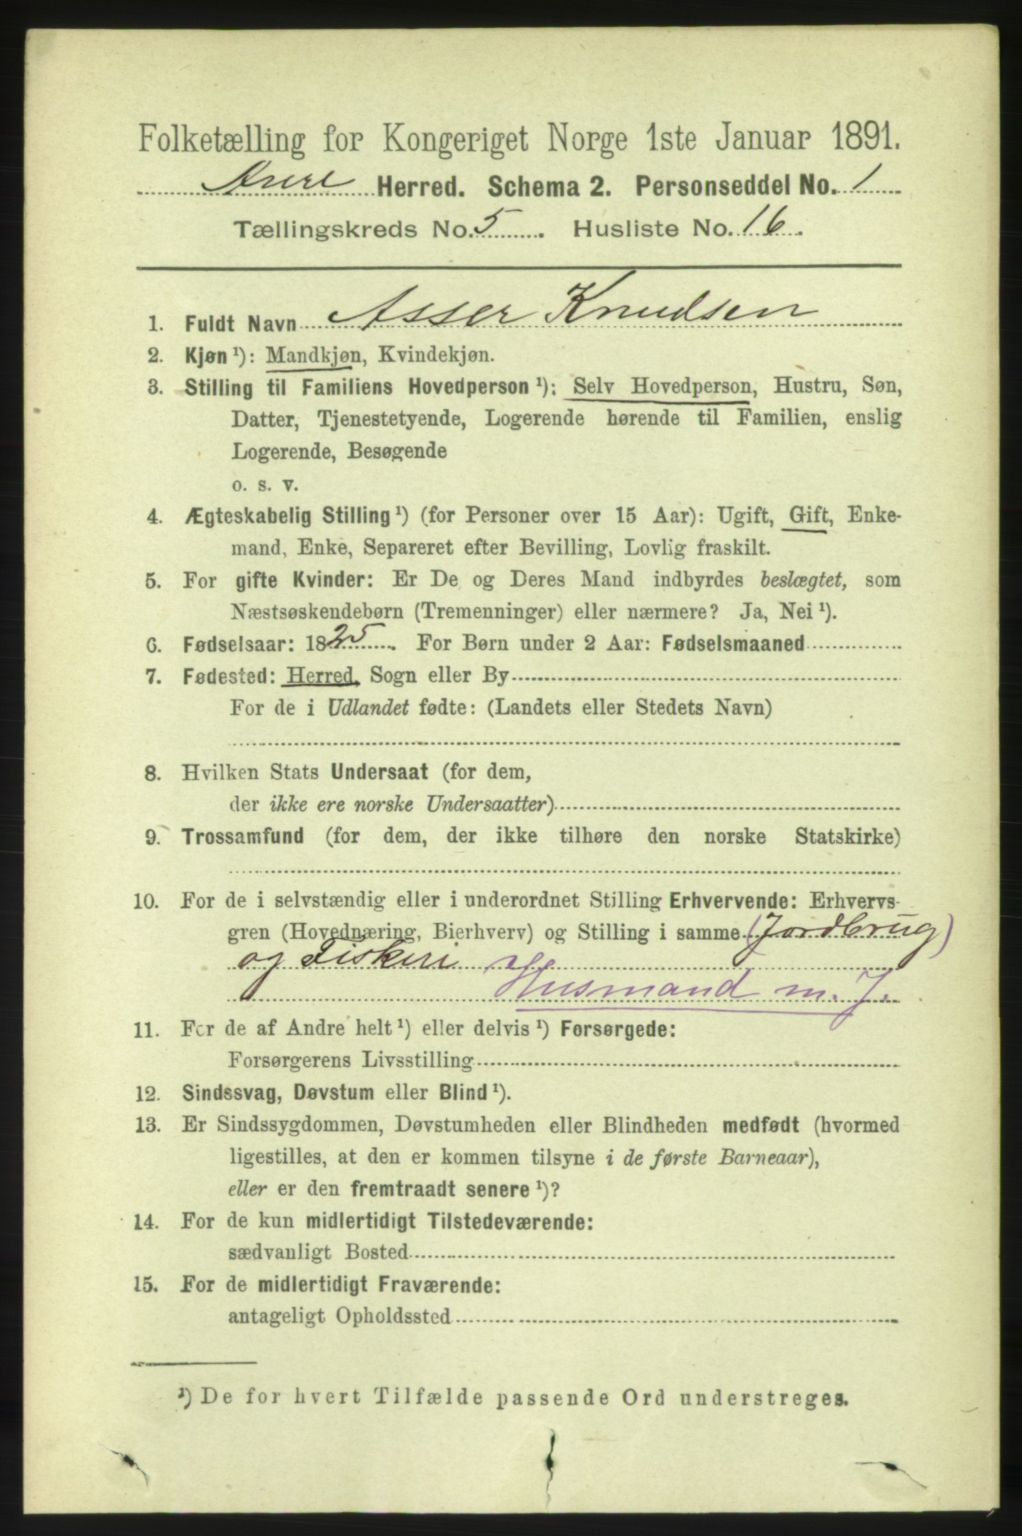 Folketælling for Kongeriget Norge 1ste Januar 1891.
Aure Herred. Schema 2. Personseddel No. 1
Tællingskreds No. 5. Husliste No. 16.
1. Fuldt Navn Asser Knudsen
2. Kjøn ¹): Mandkjøn, Kvindekjøn.
3. Stilling til Familiens Hovedperson ¹): Selv Hovedperson, Hustru, Søn,
Datter, Tjenestetyende, Logerende hørende til Familien, enslig
Logerende, Besøgende
o. s. v.
4. Ægteskabelig Stilling ¹) (for Personer over 15 Aar): Ugift, Gift, Enke-
mand, Enke, Separeret efter Bevilling, Lovlig fraskilt.
5. For gifte Kvinder: Er De og Deres Mand indbyrdes beslægtet, som
Næstsøskendebørn (Tremenninger) eller nærmere? Ja, Nei ¹).
6. Fødselsaar: 1825. For Børn under 2 Aar: Fødselsmaaned
7. Fødested: Herred, Sogn eller By
For de i Udlandet fødte: (Landets eller Stedets Navn)
8. Hvilken Stats Undersaat (for dem,
der ikke ere norske Undersaatter)
9. Trossamfund (for dem, der ikke tilhøre den norske Statskirke)
10. For de i selvstændig eller i underordnet Stilling Erhvervende: Erhvervs-
gren (Hovednæring, Bierhverv) og Stilling i samme (Jordbrug)
og Fiskeri
Husmand m. J.
11. For de af Andre helt ¹) eller delvis ¹) Forsørgede:
Forsørgerens Livsstilling
12. Sindssvag, Døvstum eller Blind ¹).
13. Er Sindssygdommen, Døvstumheden eller Blindheden medfødt (hvormed
ligestilles, at den er kommen tilsyne i de første Barneaar),
eller er den fremtraadt senere ¹)?
14. For de kun midlertidigt Tilstedeværende:
sædvanligt Bosted
15. For de midlertidigt Fraværende:
antageligt Opholdssted
¹) De for hvert Tilfælde passende Ord understreges.